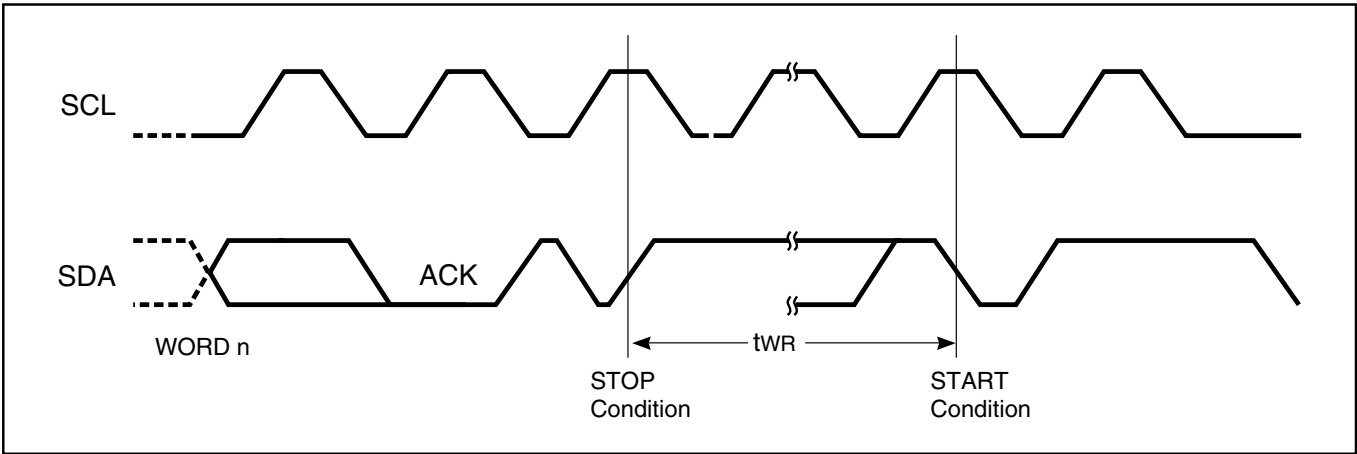 SCL
SDA
ACK
WORD n
tWR
STOP
Condition
START
Condition